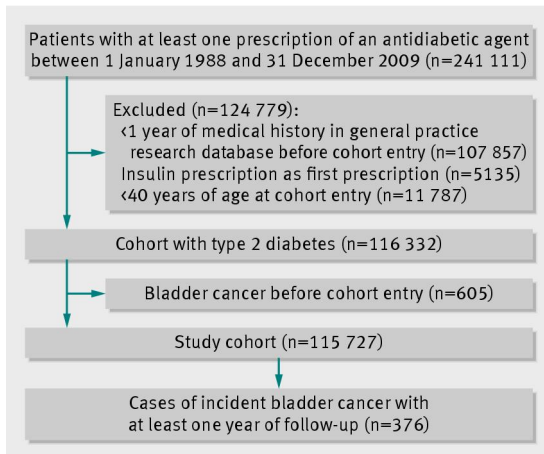 Patients with at least one prescription of an antidiabetic agent
between 1 January 1988 and 31 December 2009 (n=241 111)
Excluded (n=124 779):
<1 year of medical history in general practice
research database before cohort entry (n=107 857)
Insulin prescription as first prescription (n=5135)
<40 years of age at cohort entry (n=11 787)
Cohort with type 2 diabetes (n=116 332)
Bladder cancer before cohort entry (n=605)
Study cohort (n=115 727)
Cases of incident bladder cancer with
at least one year of follow-up (n=376)